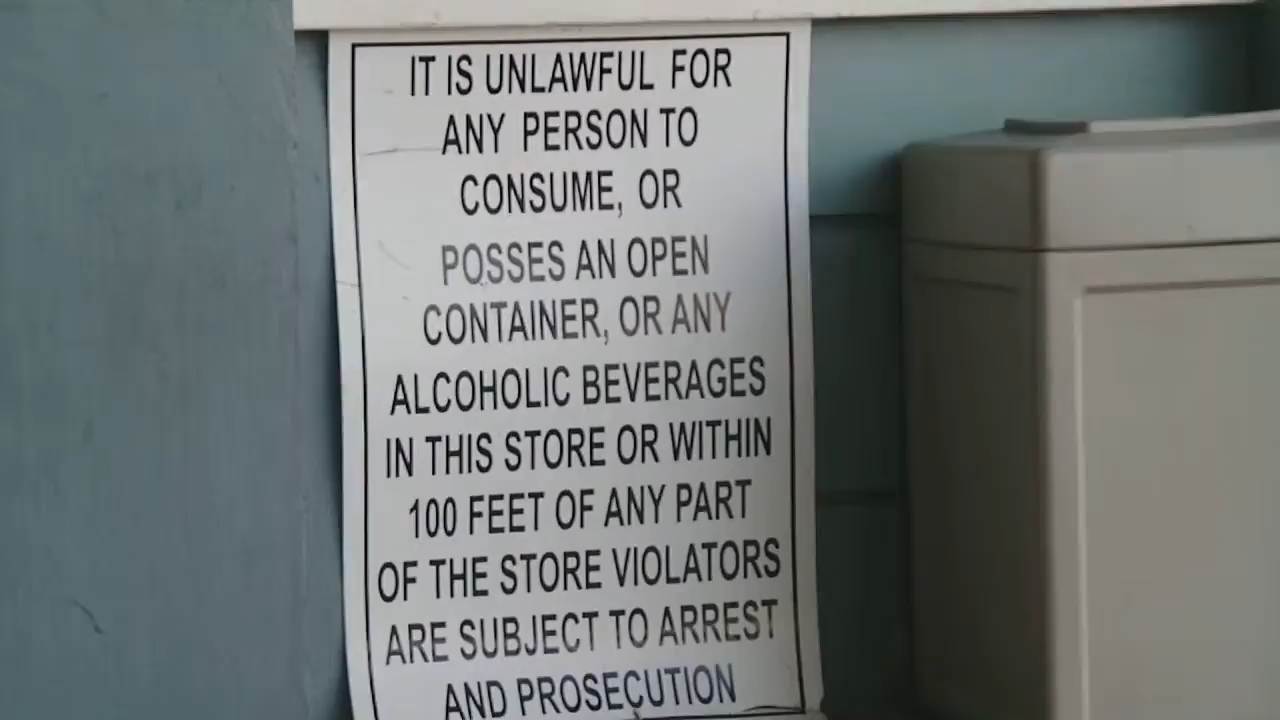 IT IS UNLAWFUL FOR
ANY PERSON TO
CONSUME, OR
POSSES AN OPEN
CONTAINER, OR ANY
ALCOHOLIC BEVERAGES
IN THIS STORE OR WITHIN
100 FEET OF ANY PART
OF THE STORE VIOLATORS
ARE SUBJECT TO ARREST
AND PROSECUTION